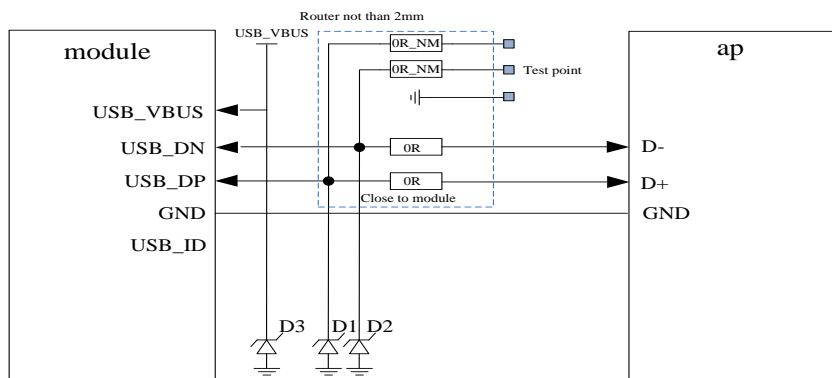 Router not than 2mm
USB_VBUS
module
ap
0R_NM
0R_NM
Test point
USB_VBUS
USB_DN
0R
D-
USB_DP
0R
D+
Close to module
GND
GND
USB_ID
D3
D1
D2